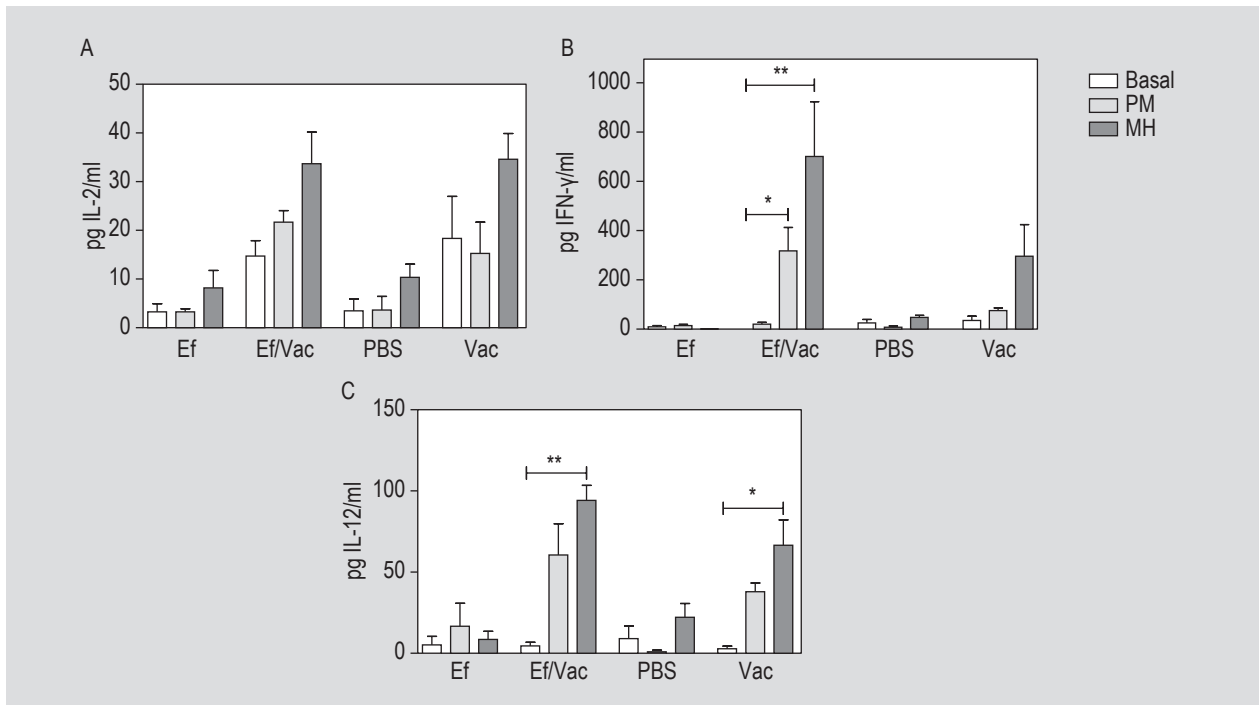 A
50
40
30
20
10
0
pg IL-2/ml
Ef Ef/Vac PBS Vac
B
1000
800
600
400
200
0
pg IFN-γ/ml
**
*
Ef Ef/Vac PBS Vac
Basal
PM
MH
C
150
100
50
0
pg IL-12/ml
**
*
Ef Ef/Vac PBS Vac